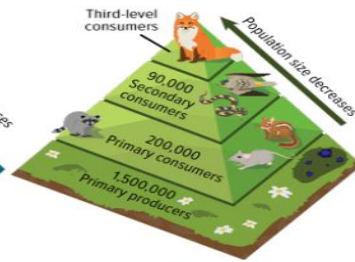 Third-level
consumers
90,000
Secondary
consumers
200,000
Primary consumers
1,500,000
Primary producers
Population size decreases